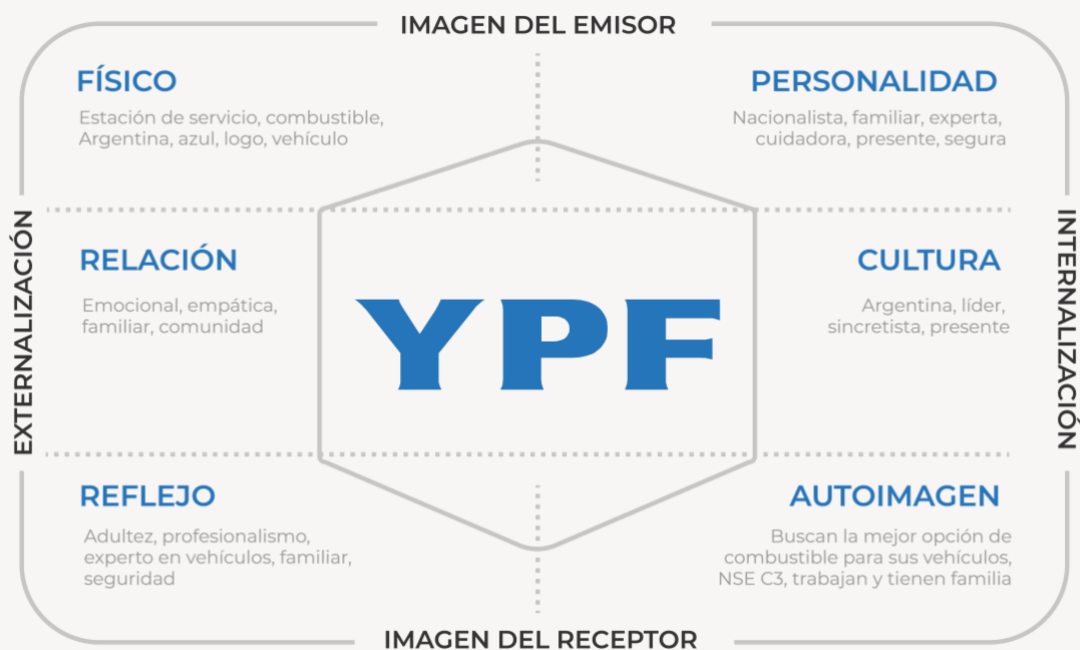 IMAGEN DEL EMISOR
FÍSICO
Estación de servicio, combustible,
Argentina, azul, logo, vehículo
PERSONALIDAD
Nacionalista, familiar, experta,
cuidadora, presente, segura
EXTERNALIZACIÓN
RELACIÓN
Emocional, empática,
familiar, comunidad
YPF
CULTURA
Argentina, líder,
sincretista, presente
INTERNALIZACIÓN
REFLEJO
Adultez, profesionalismo,
experto en vehículos, familiar,
seguridad
AUTOIMAGEN
Buscan la mejor opción de
combustible para sus vehículos,
NSE C3, trabajan y tienen familia
IMAGEN DEL RECEPTOR